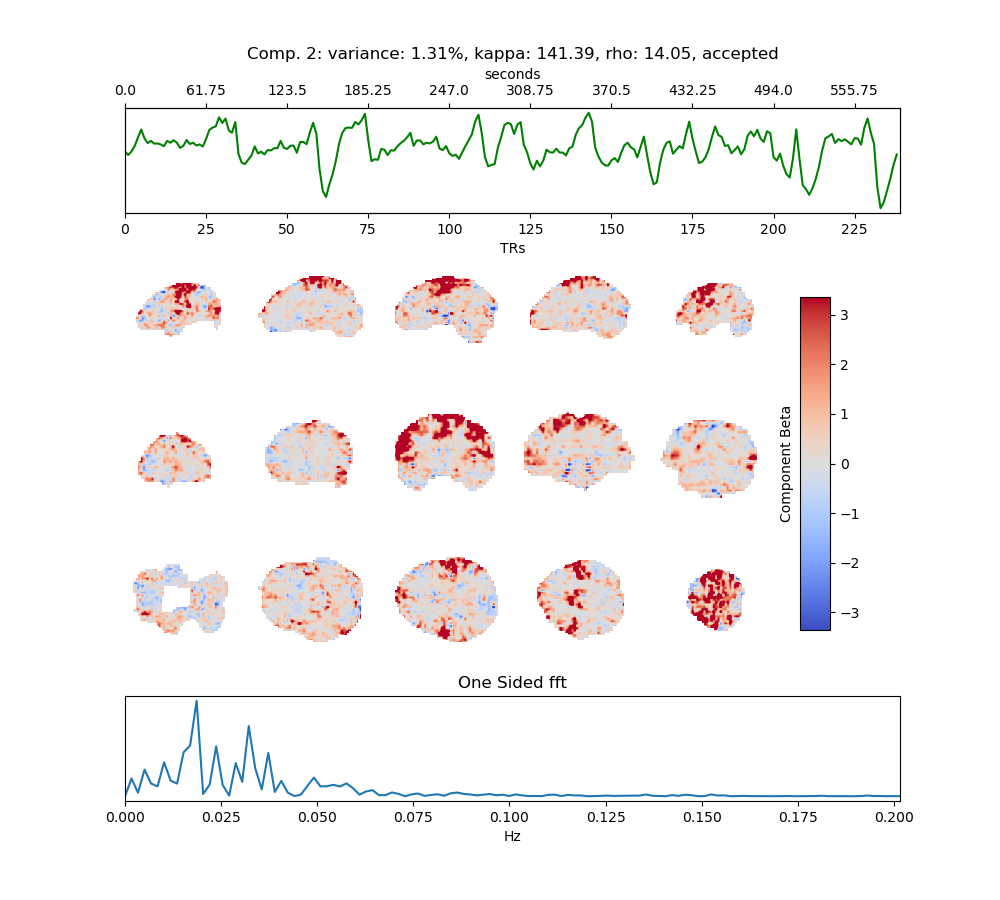 Comp. 2: variance: 1.31%, kappa: 141.39, rho: 14.05, accepted
seconds
0.0 61.75 123.5 185.25 247.0 308.75 370.5 432.25 494.0 555.75
0 25 50 75 100 125 150 175 200 225
TRs
3
2
1
0
−1
−2
−3
Component Beta
One Sided fft
0.000 0.025 0.050 0.075 0.100 0.125 0.150 0.175 0.200
Hz